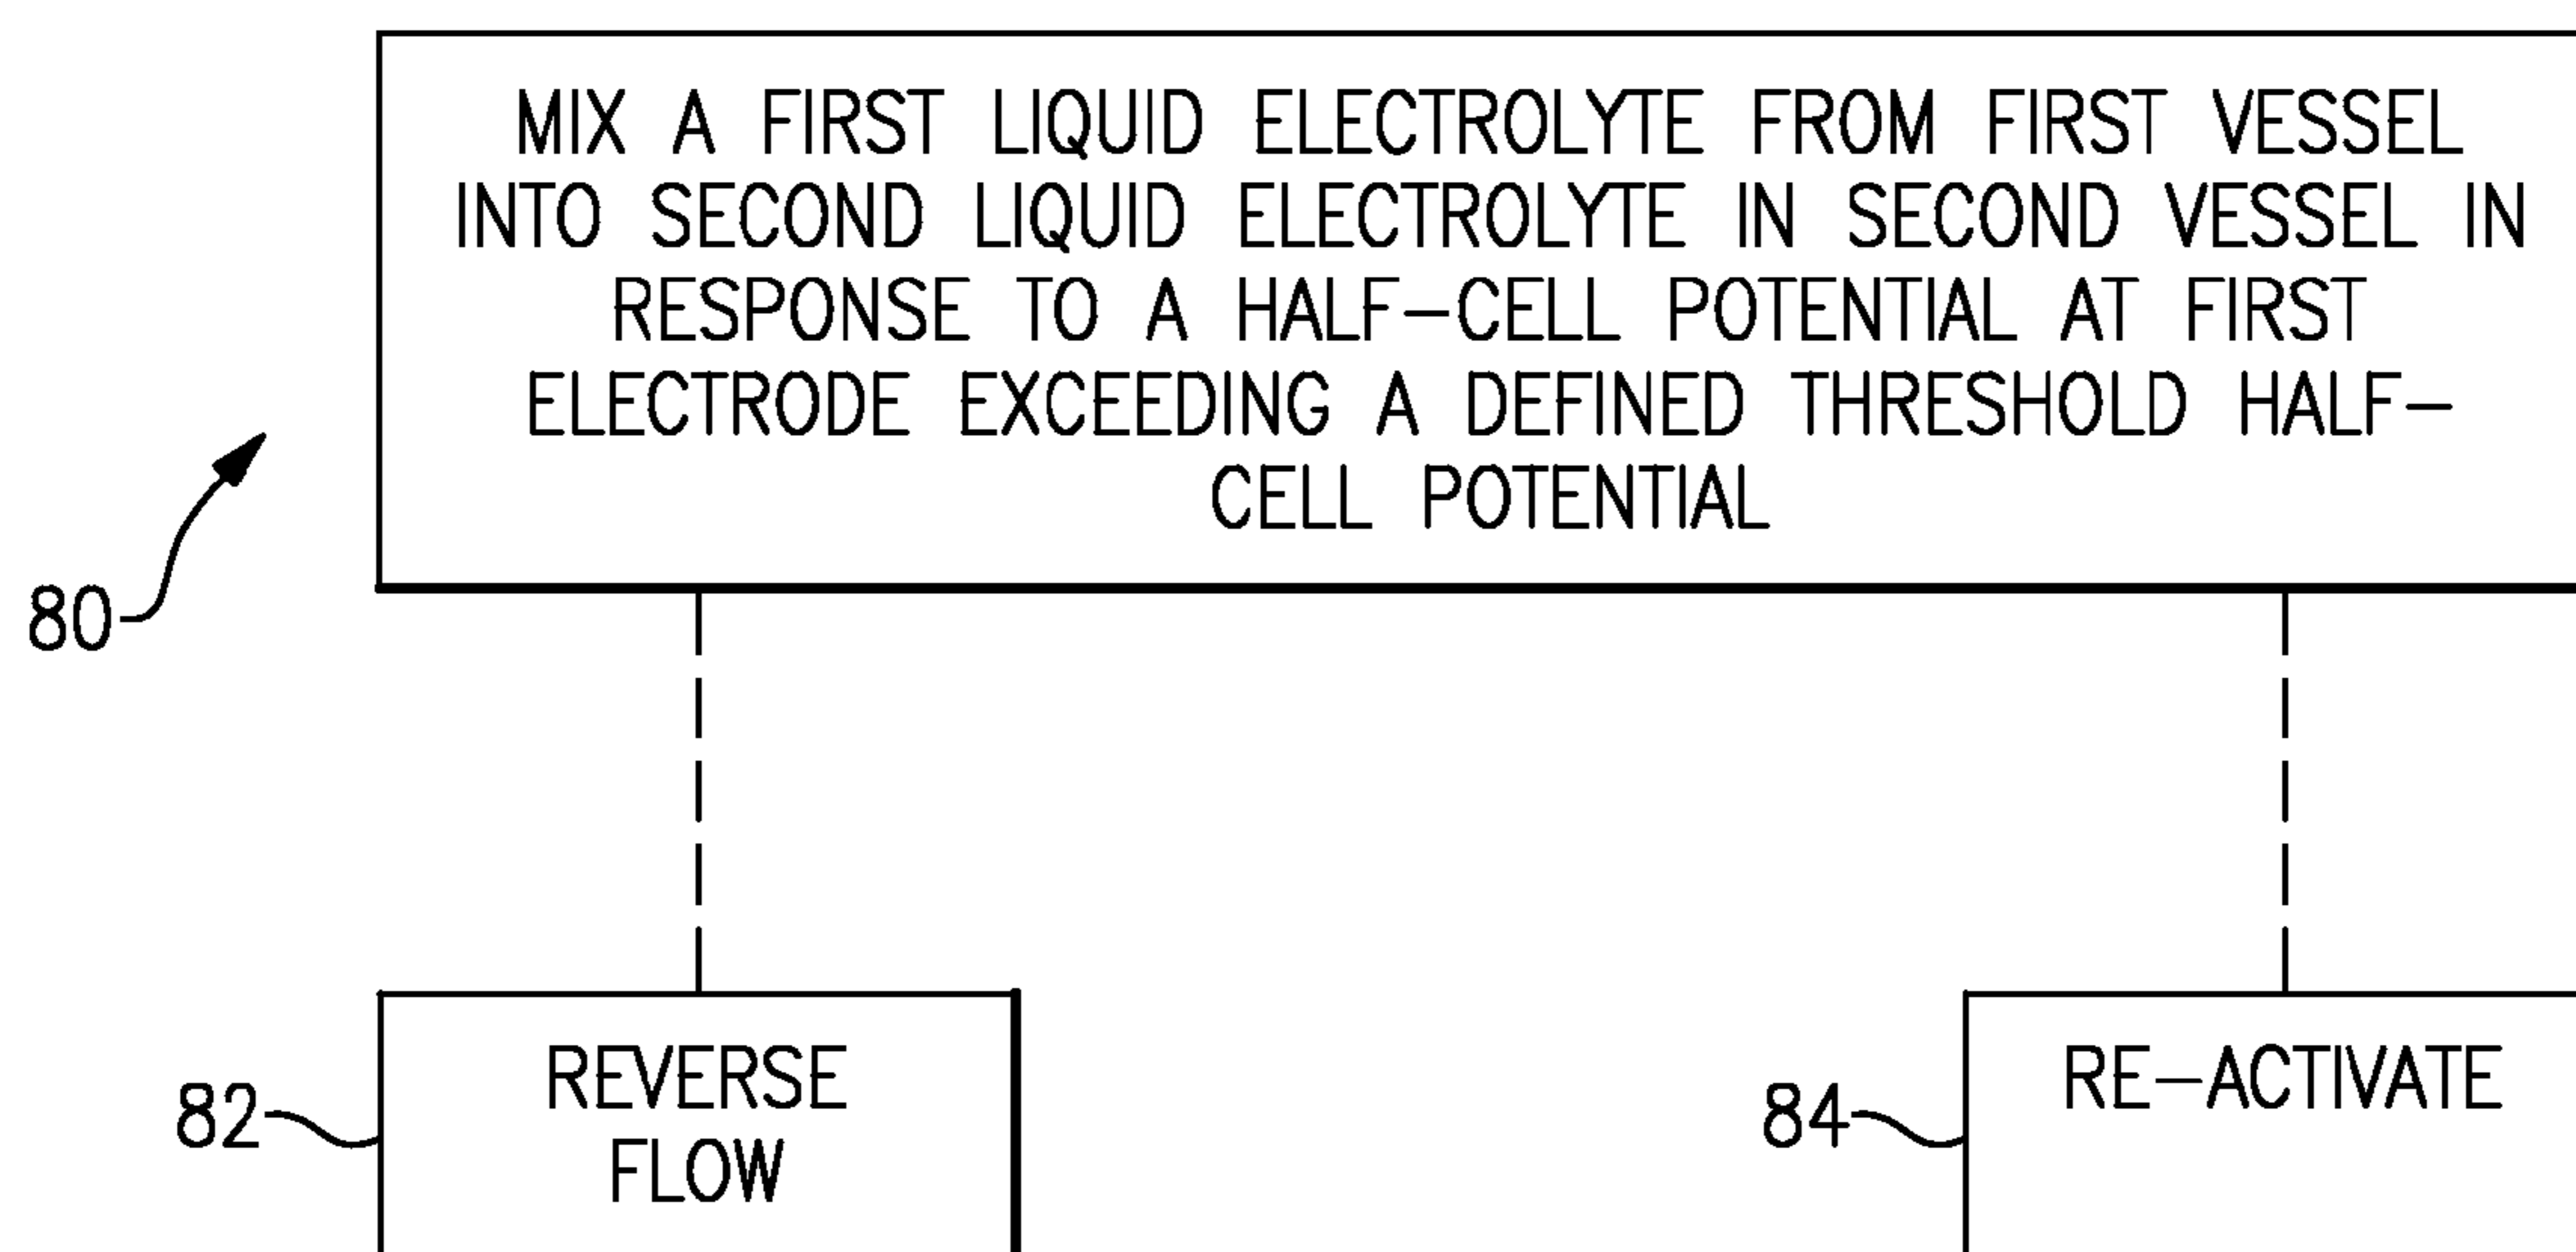 MIX A FIRST LIQUID ELECTROLYTE FROM FIRST VESSEL
INTO SECOND LIQUID ELECTROLYTE IN SECOND VESSEL IN
RESPONSE TO A HALF-CELL POTENTIAL AT FIRST
ELECTRODE EXCEEDING A DEFINED THRESHOLD HALF-
CELL POTENTIAL
80
82
REVERSE
FLOW
84
RE-ACTIVATE